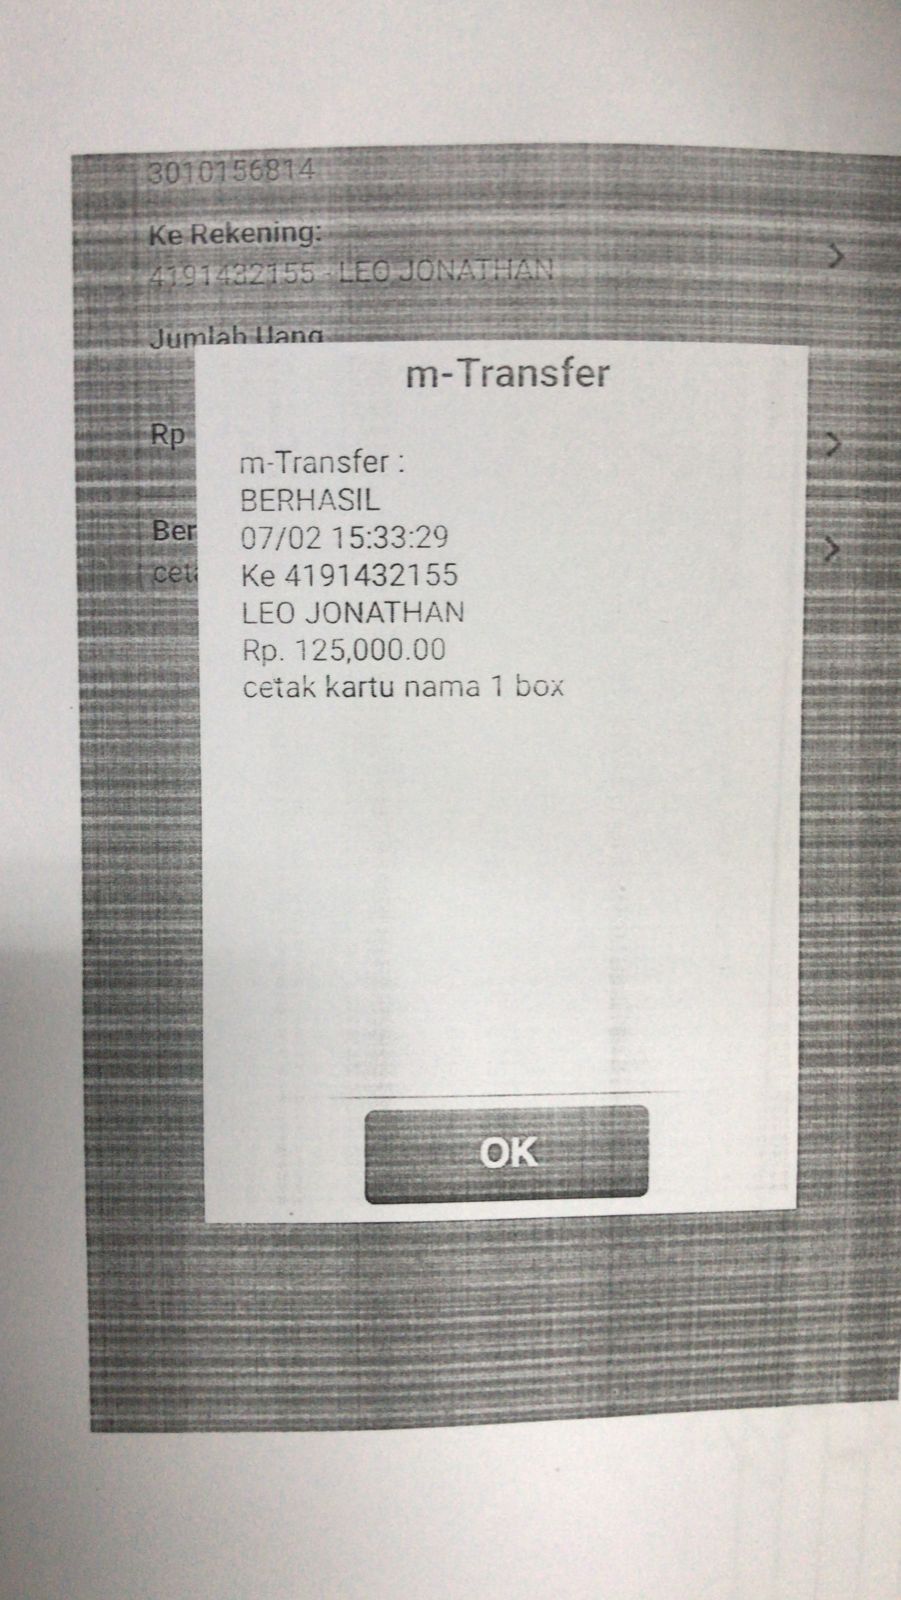 3010156814
Ke Rekening:
4191432155 - LEO JONATHAN
Jumlah Uang
m-Transfer
Rp
m-Transfer :
BERHASIL
Ber
07/02 15:33:29
ceta
Ke 4191432155
LEO JONATHAN
Rp. 125,000.00
cetak kartu nama 1 box
OK